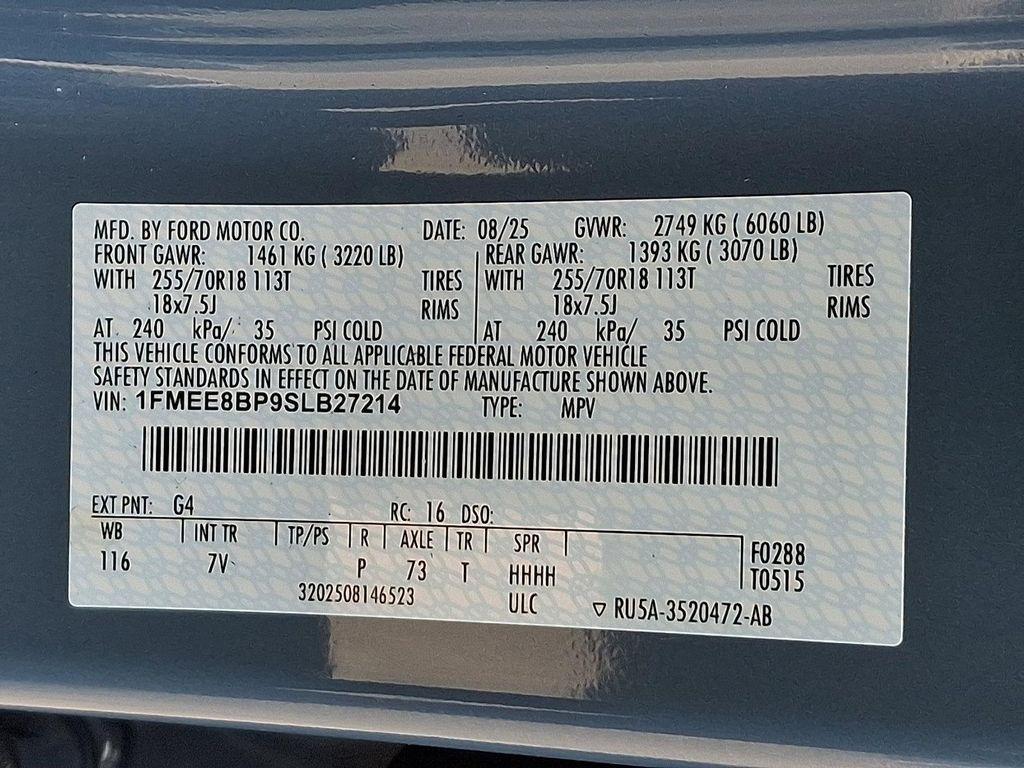 MFD. BY FORD MOTOR CO. DATE: 08/25 GVWR: 2749 KG ( 6060 LB)
FRONT GAWR: 1461 KG ( 3220 LB) REAR GAWR: 1393 KG ( 3070 LB)
WITH 255/70R18 113T TIRES WITH 255/70R18 113T TIRES
18x7.5J RIMS 18x7.5J RIMS
AT 240 kPa/ 35 PSI COLD AT 240 kPa/ 35 PSI COLD
THIS VEHICLE CONFORMS TO ALL APPLICABLE FEDERAL MOTOR VEHICLE
SAFETY STANDARDS IN EFFECT ON THE DATE OF MANUFACTURE SHOWN ABOVE.
VIN: 1FMEE8BP9SLB27214 TYPE: MPV
EXT PNT: G4 RC: 16 DSO:
WB INT TR TP/PS R AXLE TR SPR
116 7V P 73 T HHHH
F0288
T0515
3202508146523 ULC ▽ RU5A-3520472-AB